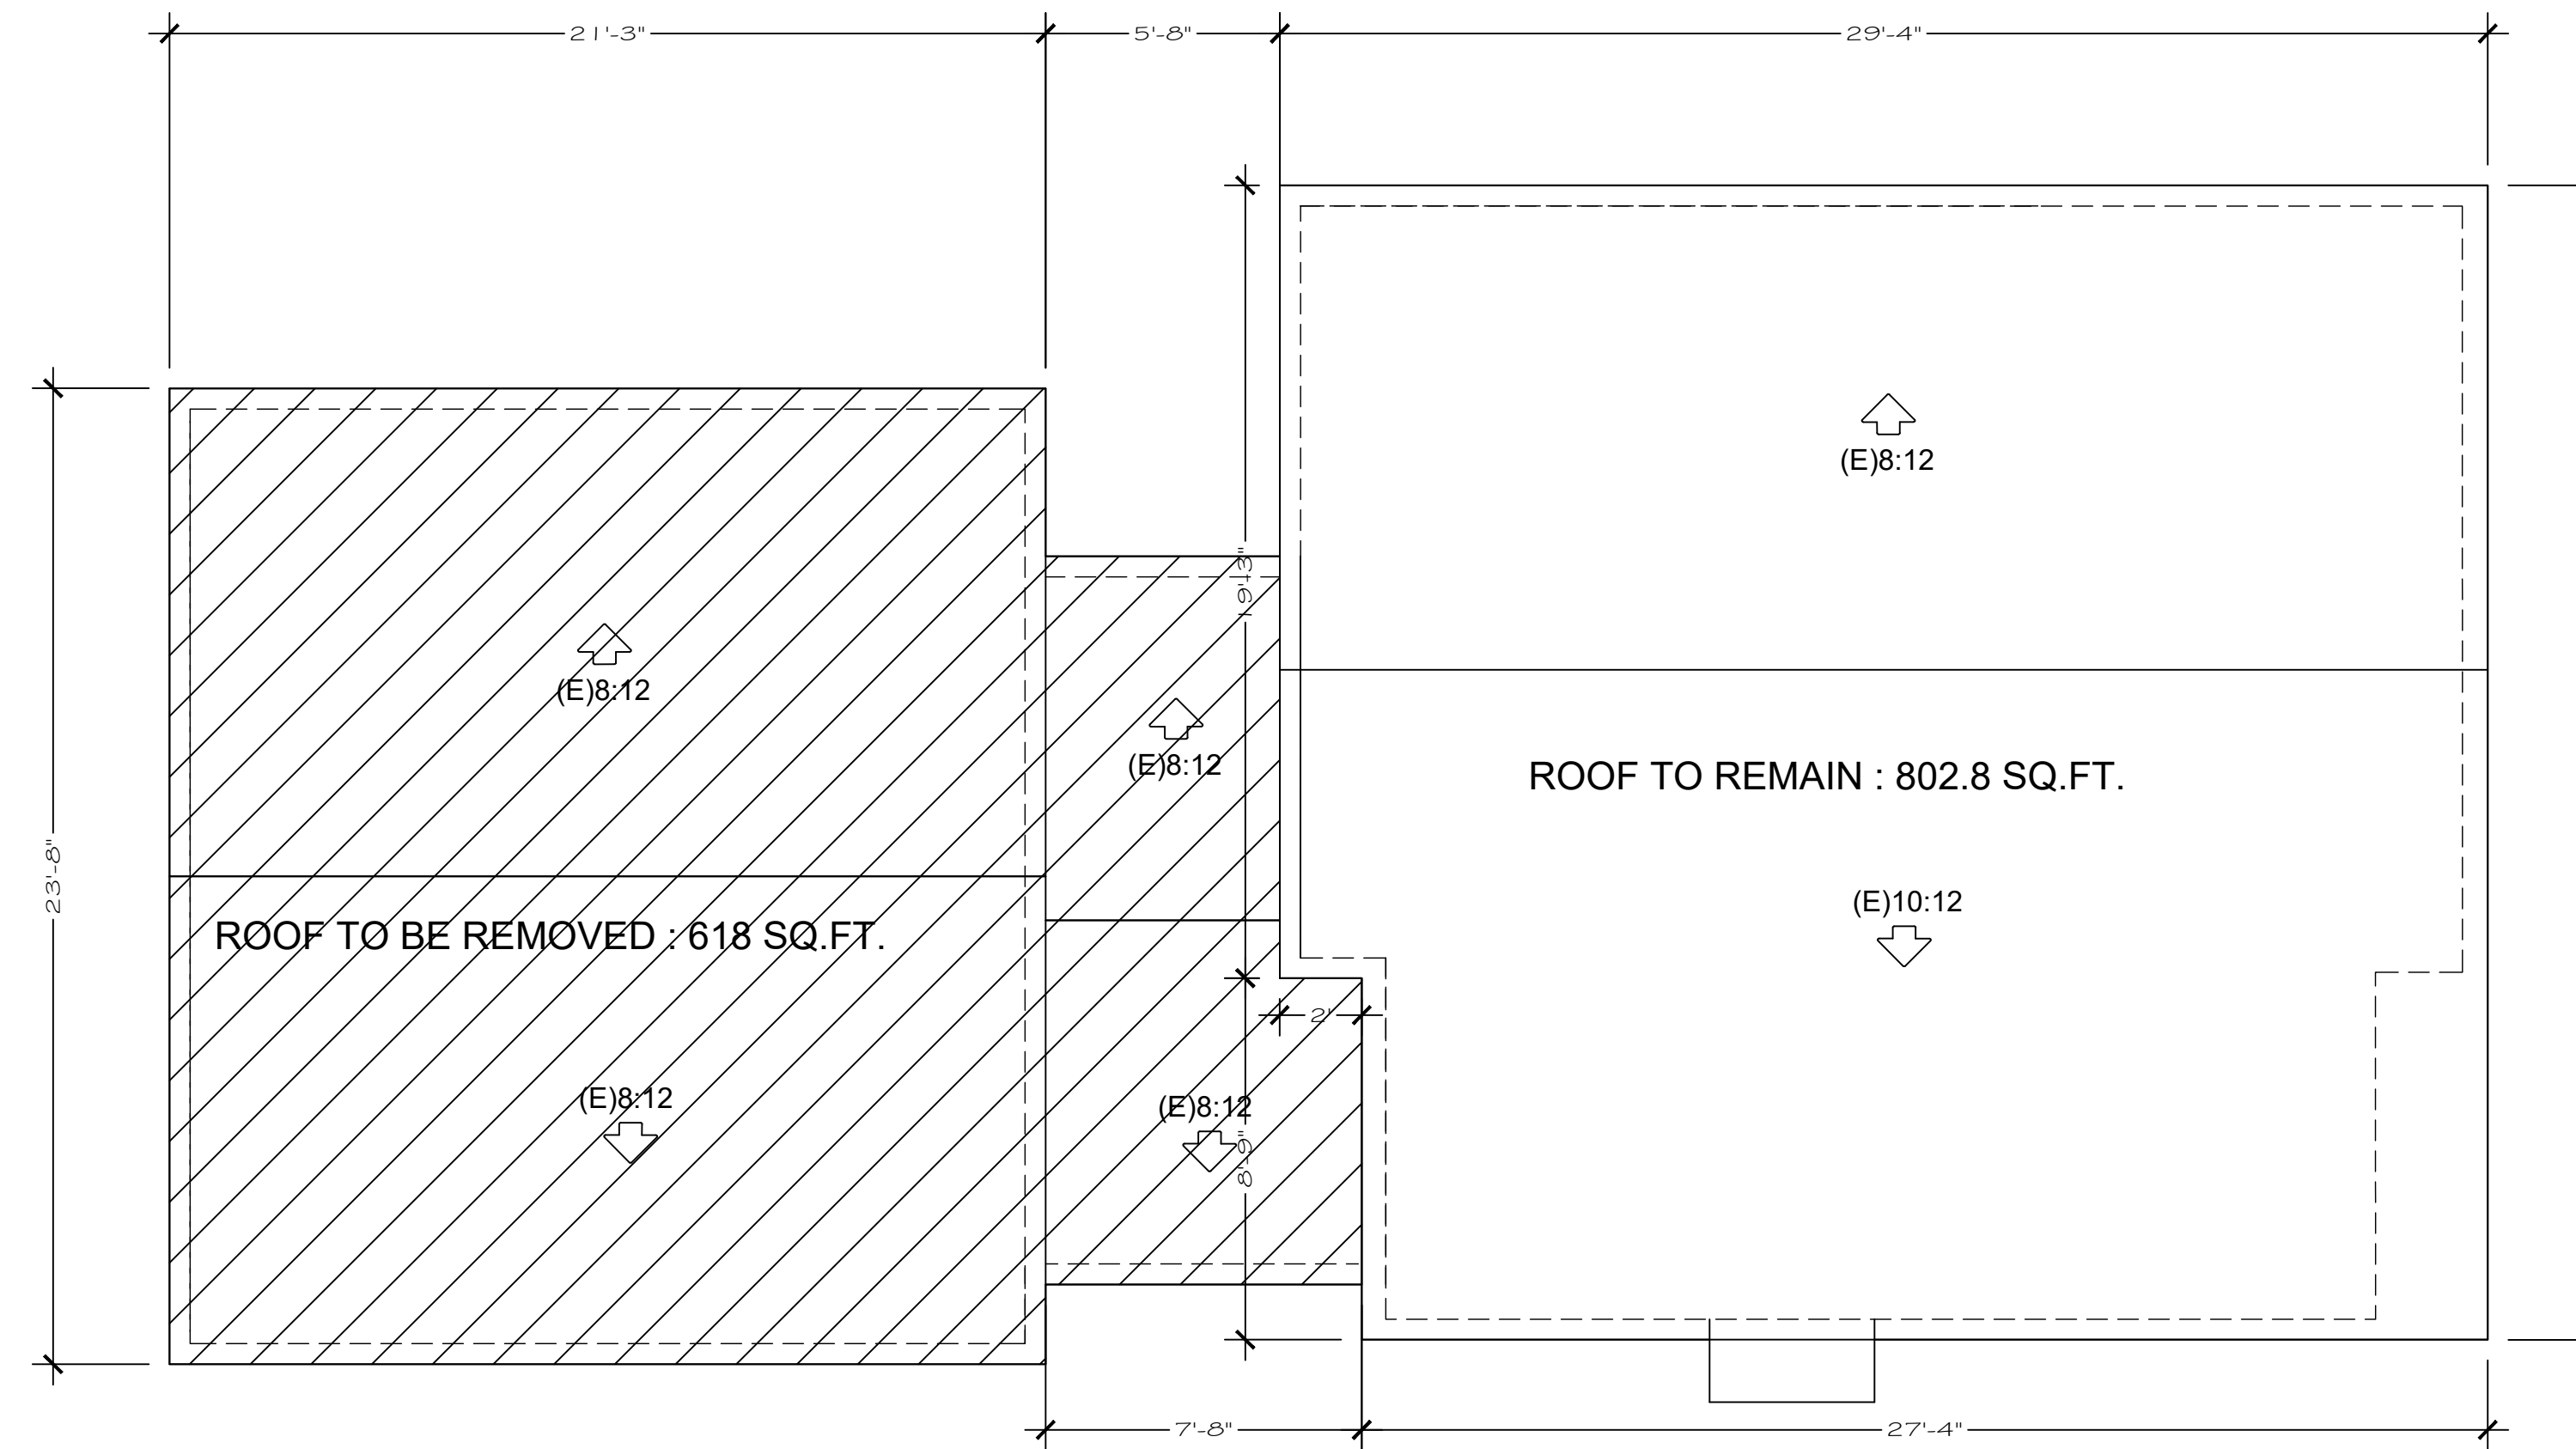 21'-3"
5'-8"
29'-4"
(E)8:12
19'-3"
(E)8:12
(E)8:12
ROOF TO REMAIN : 802.8 SQ.FT.
23'-8"
(E)10:12
ROOF TO BE REMOVED : 618 SQ.FT.
2'
(E)8:12
(E)8:12
8'-9"
7'-8"
27'-4"